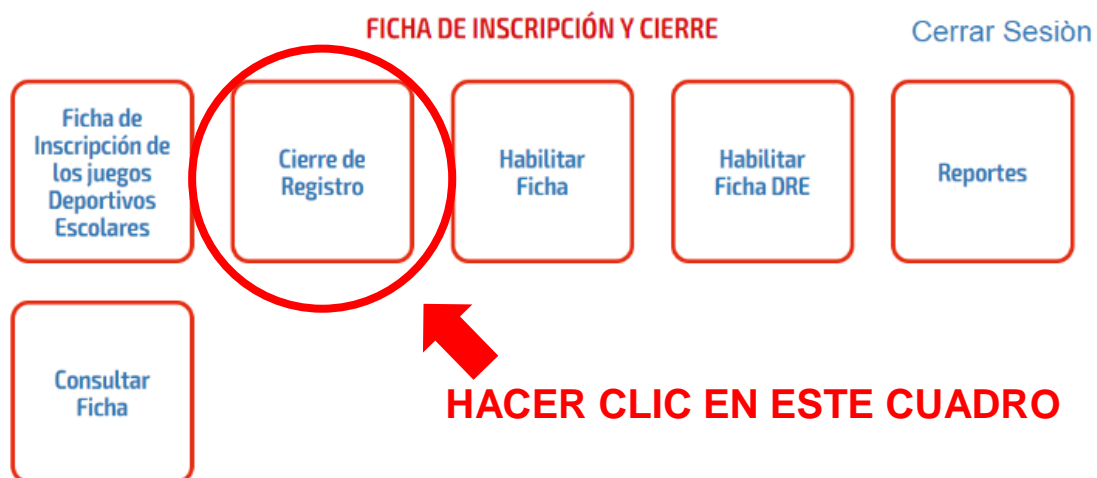 FICHA DE INSCRIPCIÓN Y CIERRE
Cerrar Sesiòn
Ficha de
Inscripción de
los juegos
Deportivos
Escolares
Cierre de
Registro
Habilitar
Ficha
Habilitar
Ficha DRE
Reportes
Consultar
Ficha
HACER CLIC EN ESTE CUADRO